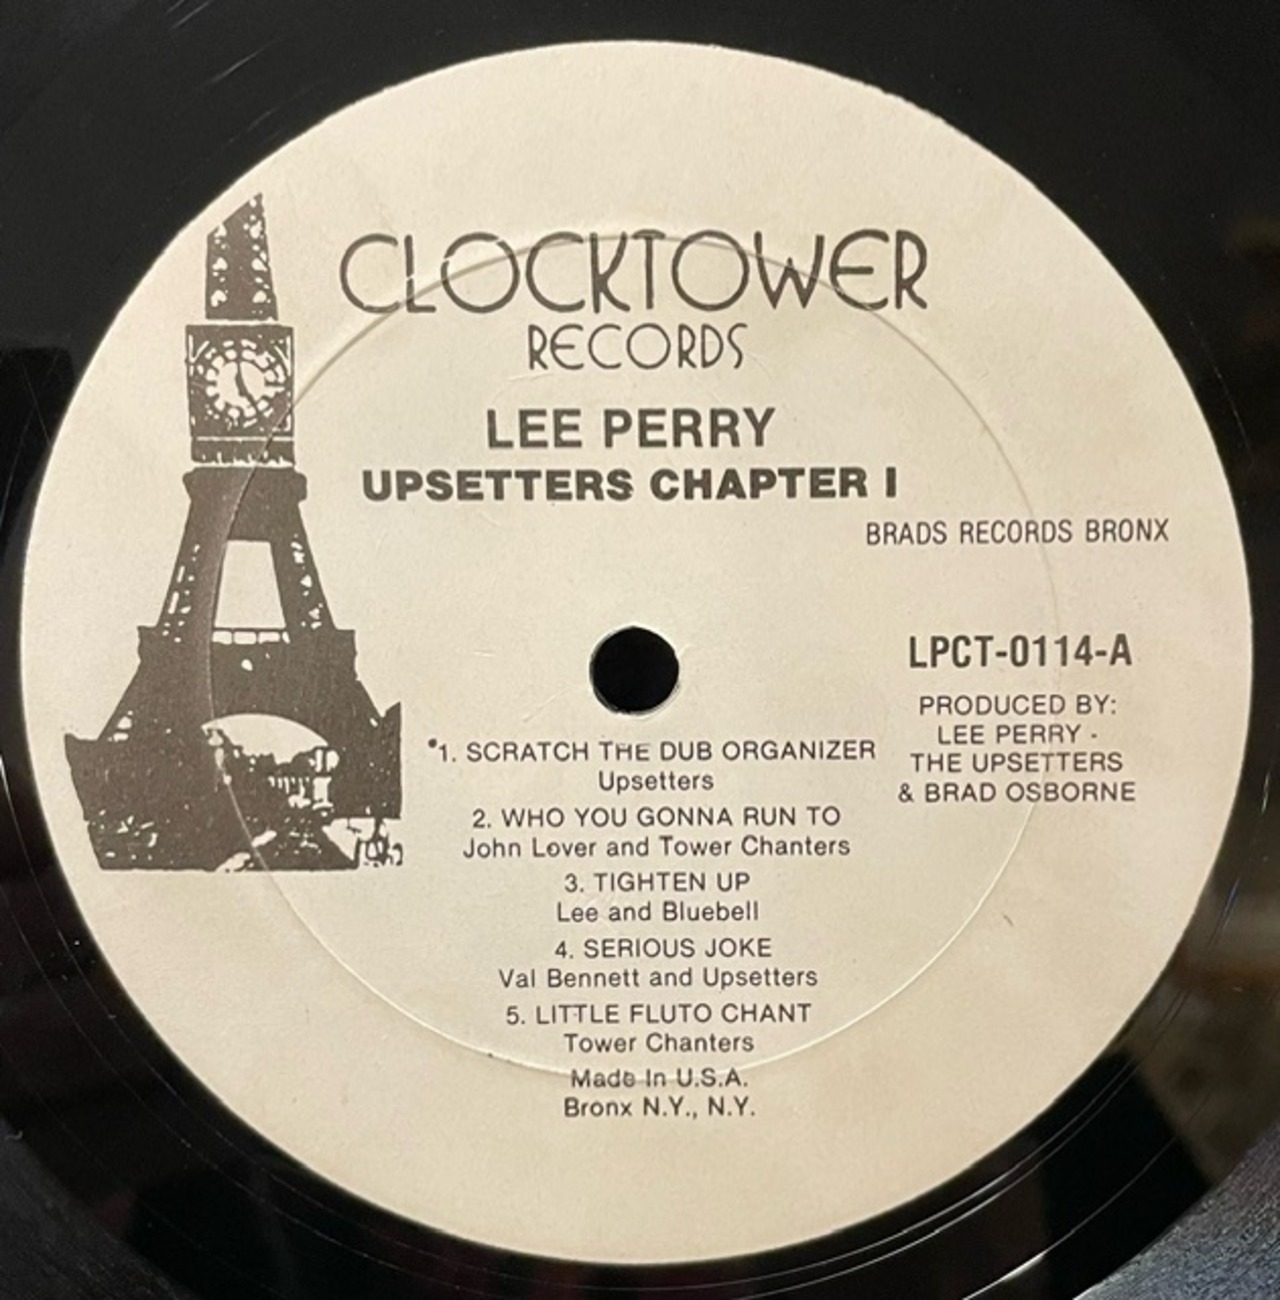 CLOCKTOWER
RECORDS
LEE PERRY
UPSETTERS CHAPTER I
BRADS RECORDS BRONX
LPCT-0114-A
PRODUCED BY:
LEE PERRY -
THE UPSETTERS
& BRAD OSBORNE
•1. SCRATCH THE DUB ORGANIZER
Upsetters
2. WHO YOU GONNA RUN TO
John Lover and Tower Chanters
3. TIGHTEN UP
Lee and Bluebell
4. SERIOUS JOKE
Val Bennett and Upsetters
5. LITTLE FLUTO CHANT
Tower Chanters
Made In U.S.A.
Bronx N.Y., N.Y.